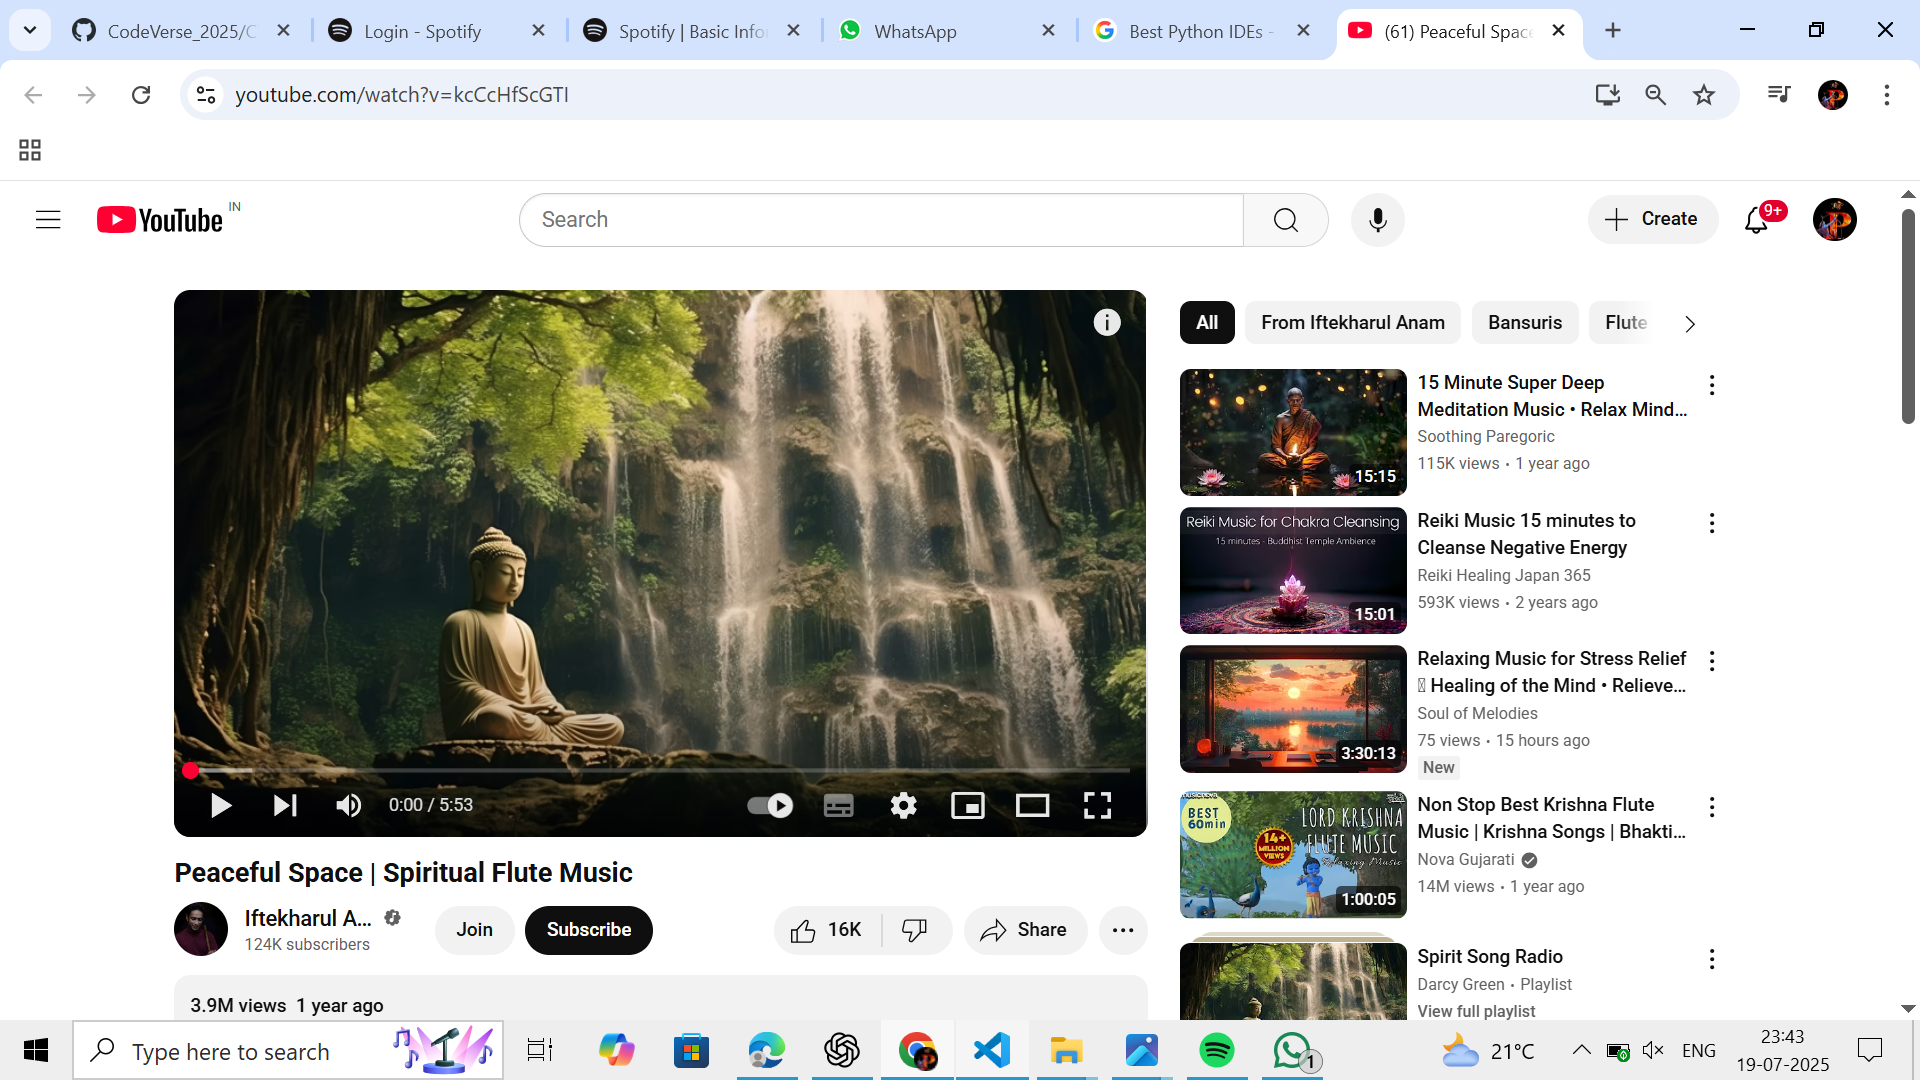 CodeVerse_2025/C
Login - Spotify
Spotify | Basic Info
WhatsApp
Best Python IDEs -
(61) Peaceful Space
youtube.com/watch?v=kcCcHfScGTI
YouTube IN
Search
Create
9+
All
From Iftekharul Anam
Bansuris
Flute
15 Minute Super Deep
Meditation Music • Relax Mind...
Soothing Paregoric
115K views • 1 year ago
15:15
Reiki Music for Chakra Cleansing
15 minutes - Buddhist Temple Ambience
15:01
Reiki Music 15 minutes to
Cleanse Negative Energy
Reiki Healing Japan 365
593K views • 2 years ago
3:30:13
Relaxing Music for Stress Relief
Healing of the Mind • Relieve...
Soul of Melodies
75 views • 15 hours ago
New
BEST
60min
14+
MILLION
VIEWS
LORD KRISHNA
FLUTE MUSIC
Relaxing Music
1:00:05
Non Stop Best Krishna Flute
Music | Krishna Songs | Bhakti...
Nova Gujarati
14M views • 1 year ago
Spirit Song Radio
Darcy Green • Playlist
View full playlist
0:00 / 5:53
Peaceful Space | Spiritual Flute Music
Iftekharul A...
124K subscribers
Join
Subscribe
16K
Share
3.9M views 1 year ago
Type here to search
1
21°C
ENG
23:43
19-07-2025